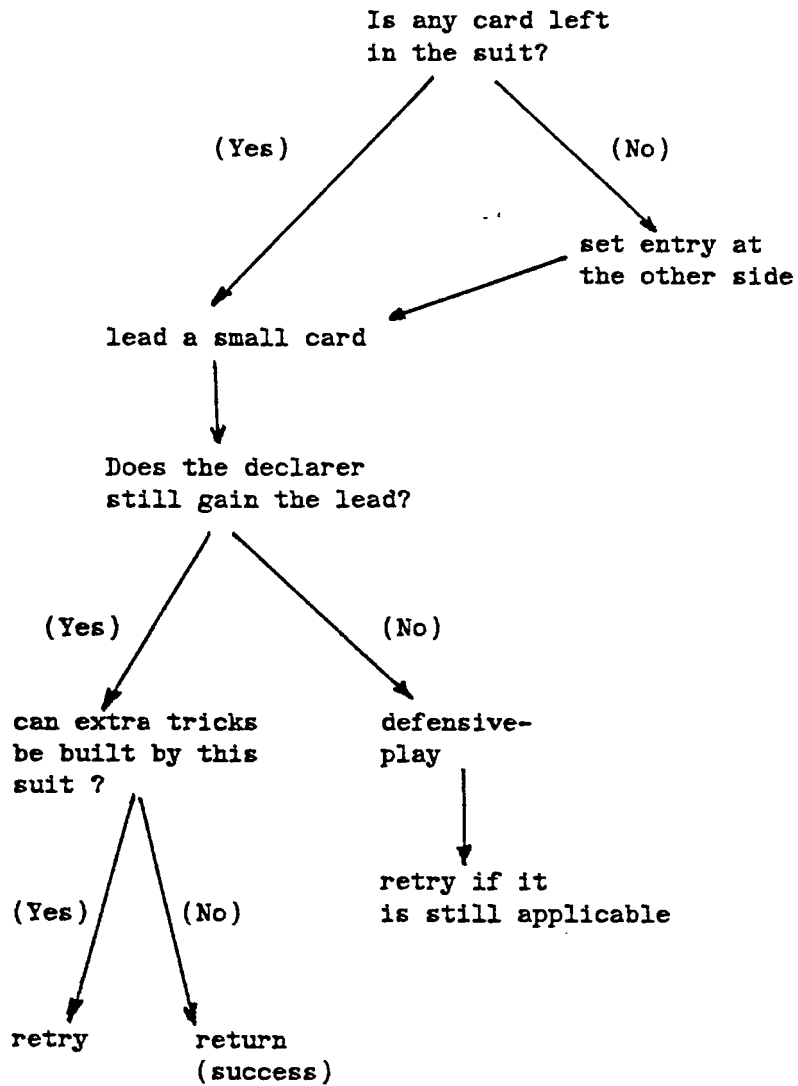 Is any card left
in the suit?
(Yes)
(No)
set entry at
the other side
lead a small card
Does the declarer
still gain the lead?
(Yes)
(No)
can extra tricks
be built by this
suit ?
defensive-
play
retry if it
is still applicable
(Yes)
(No)
retry
return
(success)